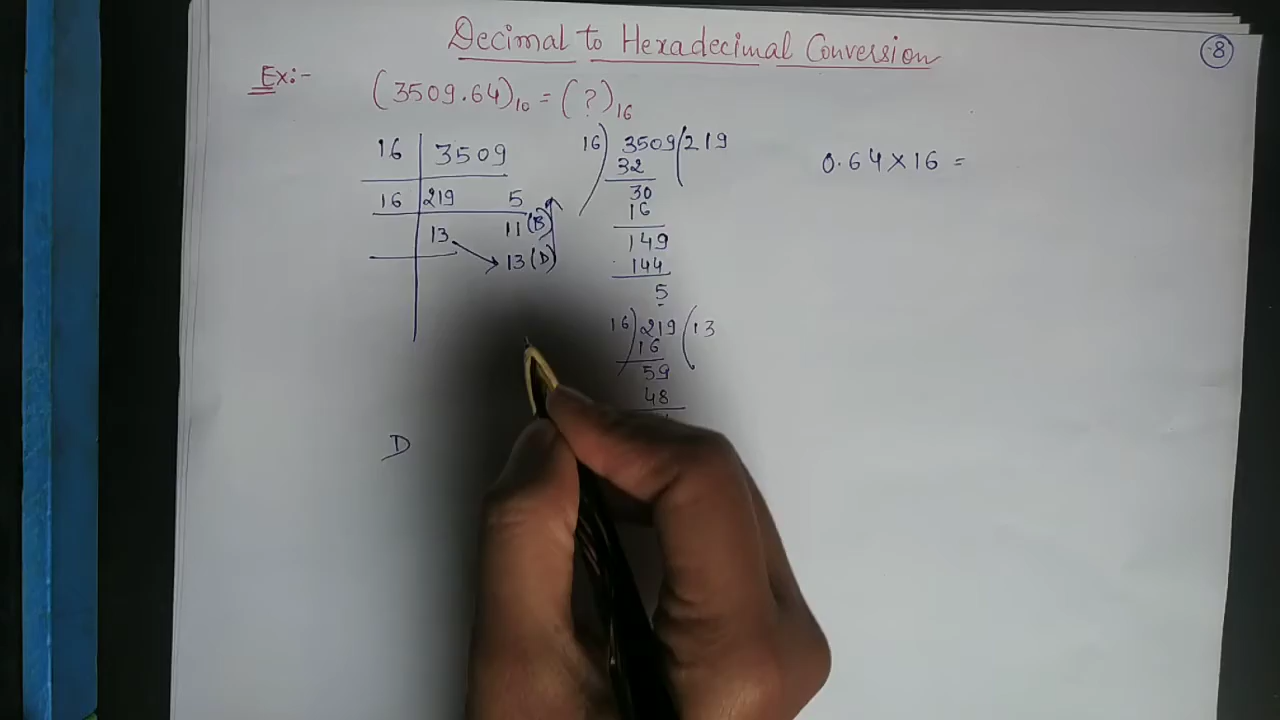 Decimal to Hexadecimal Conversion
8
Ex:-
(3509.64)10 = (?)16
16 3509
16 219 5
13 11 (B)
13 (D)
16) 3509 (219
32
30
16
149
144
5
16) 219 (13
16
59
48
D
0.64 × 16 =